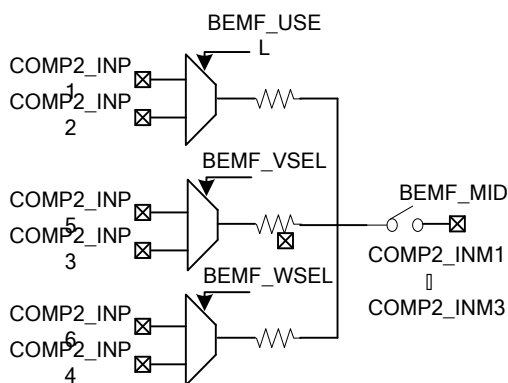 BEMF_USE
L
COMP2_INP
1
COMP2_INP
2
BEMF_VSEL
COMP2_INP
5
COMP2_INP
3
BEMF_MID
COMP2_INM1
COMP2_INM3
BEMF_WSEL
COMP2_INP
6
COMP2_INP
4